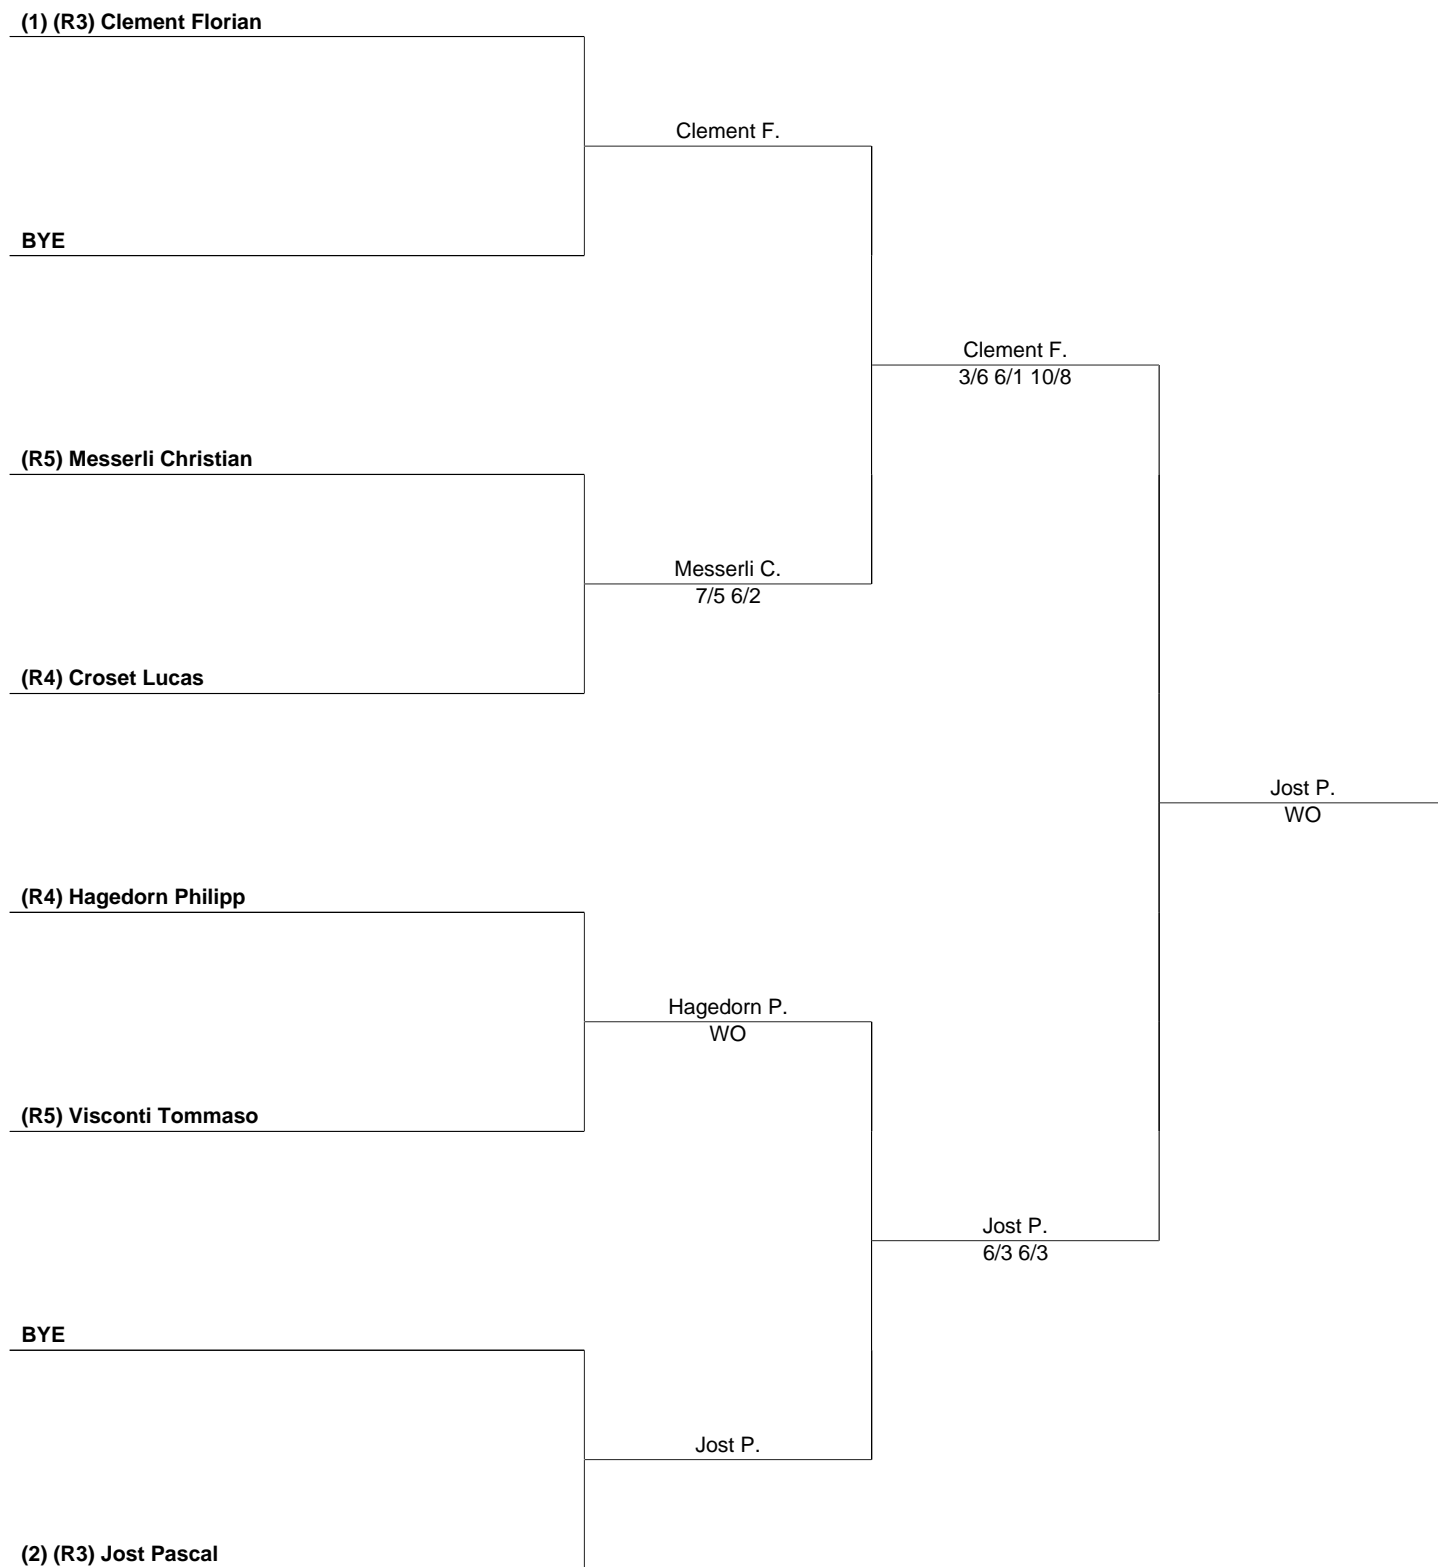 (1) (R3) Clement Florian
Clement F.
BYE
Clement F.
3/6 6/1 10/8
(R5) Messerli Christian
Messerli C.
7/5 6/2
(R4) Croset Lucas
Jost P.
WO
(R4) Hagedorn Philipp
Hagedorn P.
WO
(R5) Visconti Tommaso
Jost P.
6/3 6/3
BYE
Jost P.
(2) (R3) Jost Pascal